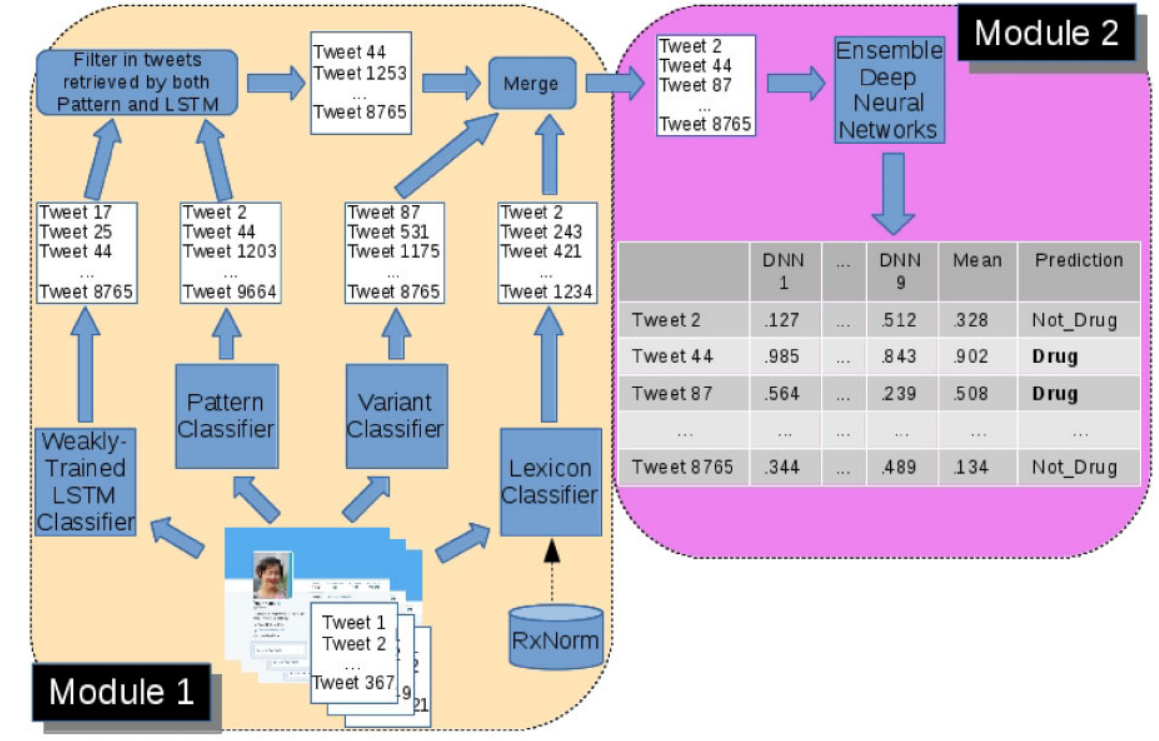 Module 2
Filter in tweets
retrieved by both
Pattern and LSTM
Tweet 44
Tweet 1253
...
Tweet 8765
Merge
Tweet 2
Tweet 44
Tweet 87
...
Tweet 8765
Ensemble
Deep
Neural
Networks
Tweet 17
Tweet 25
Tweet 44
...
Tweet 8765
Tweet 2
Tweet 44
Tweet 1203
...
Tweet 9664
Tweet 87
Tweet 531
Tweet 1175
...
Tweet 8765
Tweet 2
Tweet 243
Tweet 421
...
Tweet 1234
DNN 1 ... DNN 9 Mean Prediction
Tweet 2 .127 ... .512 .328 Not_Drug
Tweet 44 .985 ... .843 .902 Drug
Tweet 87 .564 ... .239 .508 Drug
... ... ... ... ... ...
Tweet 8765 .344 ... .489 .134 Not_Drug
Weakly-
Trained
LSTM
Classifier
Pattern
Classifier
Variant
Classifier
Lexicon
Classifier
Tweet 1
Tweet 2
...
Tweet 367
9
21
RxNorm
Module 1